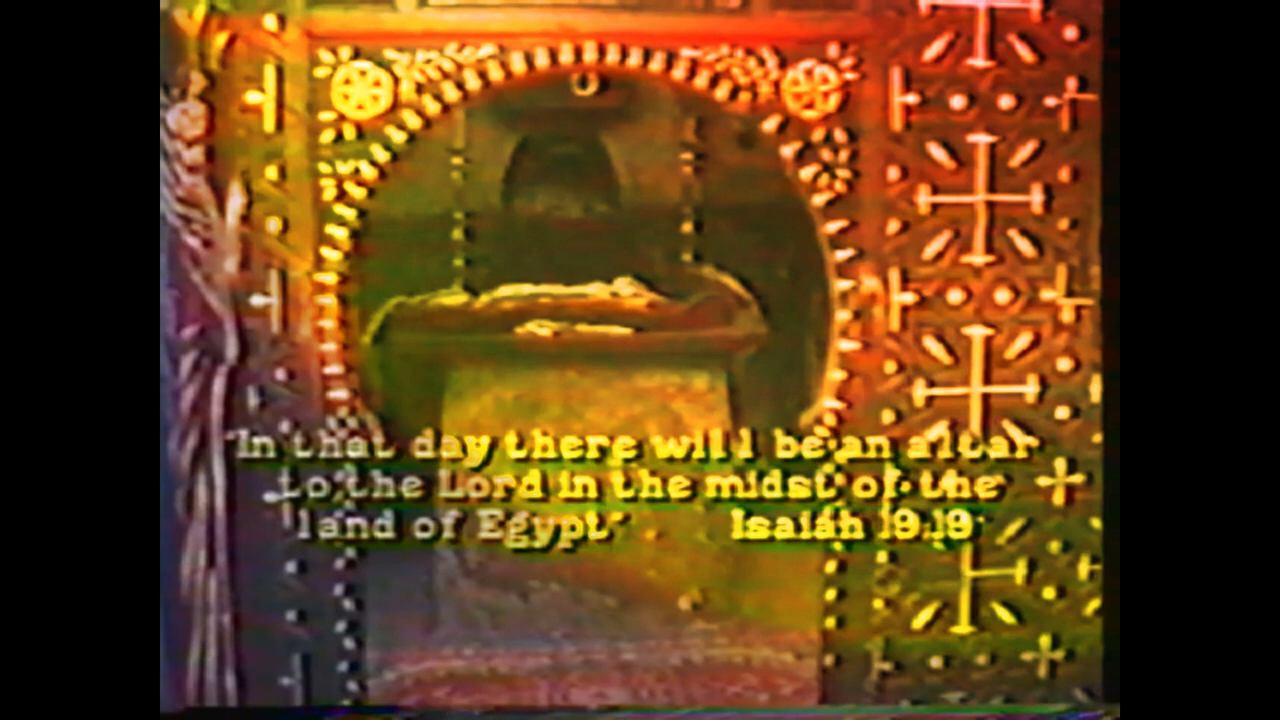 "In that day there will be an altar
to the Lord in the midst of the
land of Egypt" Isaiah 19.19